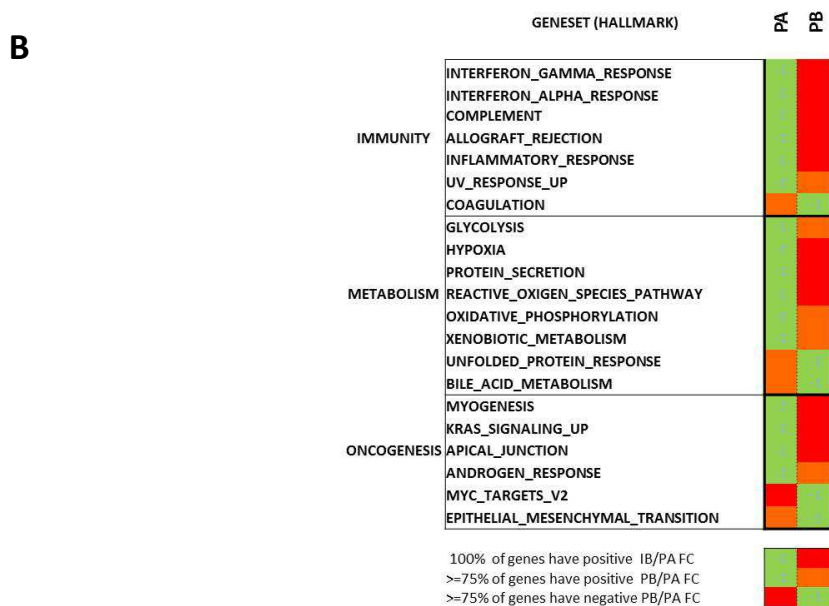 B
GENESET (HALLMARK) PA PB
INTERFERON_GAMMA_RESPONSE
INTERFERON_ALPHA_RESPONSE
COMPLEMENT
IMMUNITY ALLOGRAFT_REJECTION
INFLAMMATORY_RESPONSE
UV_RESPONSE_UP
COAGULATION
GLYCOLYSIS
HYPOXIA
PROTEIN_SECRETION
METABOLISM REACTIVE_OXIGEN_SPECIES_PATHWAY
OXIDATIVE_PHOSPHORYLATION
XENOBIOTIC_METABOLISM
UNFOLDED_PROTEIN_RESPONSE
BILE_ACID_METABOLISM
MYOGENESIS
KRAS_SIGNALING_UP
ONCOGENESIS APICAL_JUNCTION
ANDROGEN_RESPONSE
MYC_TARGETS_V2
EPITHELIAL_MESENCHYMAL_TRANSITION
100% of genes have positive IB/PA FC
>=75% of genes have positive PB/PA FC
>=75% of genes have negative PB/PA FC